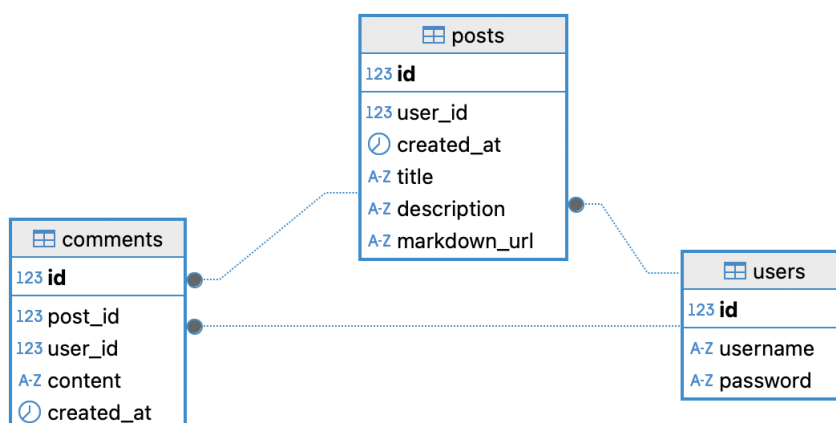 posts
123 id
123 user_id
created_at
A-Z title
A-Z description
A-Z markdown_url
comments
123 id
123 post_id
123 user_id
A-Z content
created_at
users
123 id
A-Z username
A-Z password